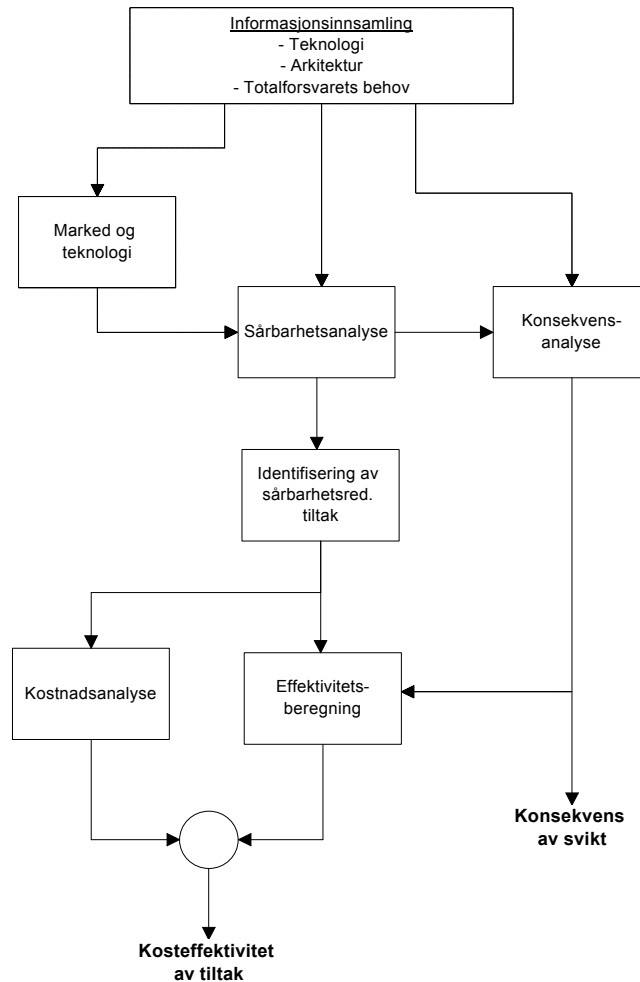 Informasjonsinnsamling
- Teknologi
- Arkitektur
- Totalforsvarets behov
Marked og
teknologi
Sårbarhetsanalyse
Konsekvens-
analyse
Identifisering av
sårbarhetsred.
tiltak
Kostnadsanalyse
Effektivitets-
beregning
Konsekvens
av svikt
Kosteffektivitet
av tiltak